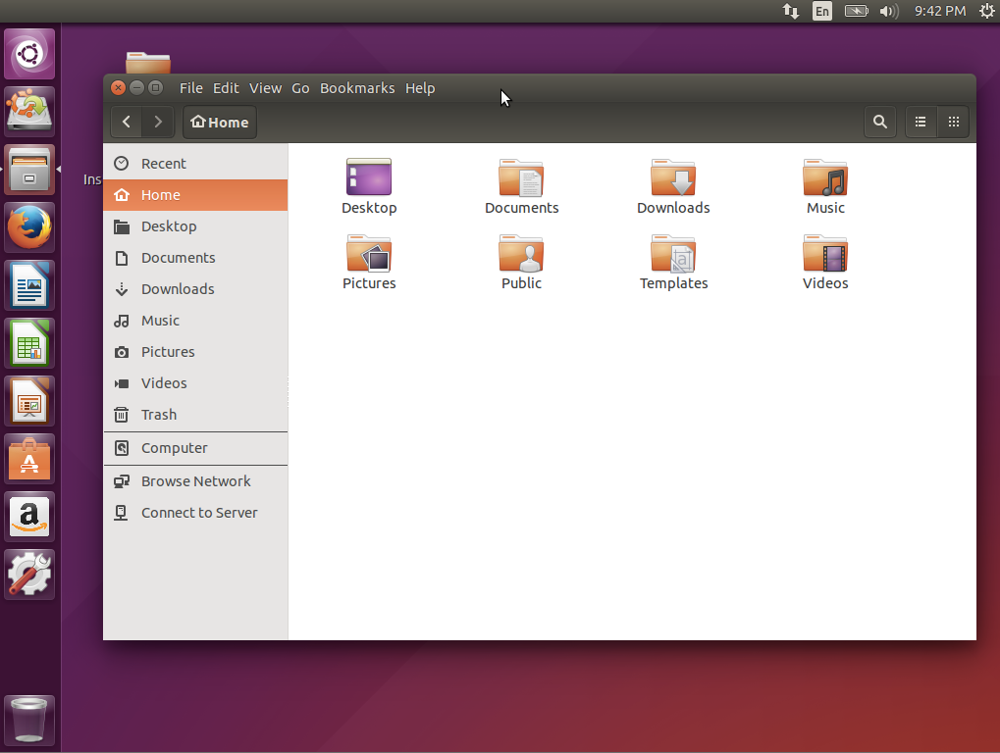 En 9:42 PM
File Edit View Go Bookmarks Help
Home
Ins
Recent
Home
Desktop
Documents
Downloads
Music
Pictures
Videos
Trash
Computer
Browse Network
Connect to Server
Desktop Documents Downloads Music
Pictures Public Templates Videos